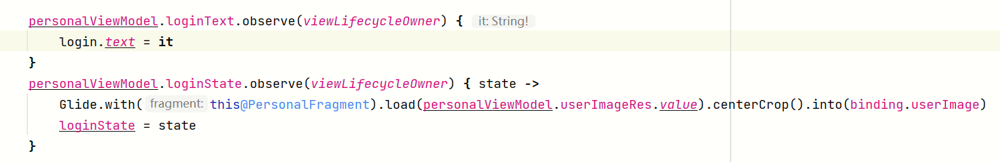 personalViewModel.loginText.observe(viewLifecycleOwner) { it: String!
login.text = it
}
personalViewModel.loginState.observe(viewLifecycleOwner) { state ->
Glide.with( fragment: this@PersonalFragment).load(personalViewModel.userImageRes.value).centerCrop().into(binding.userImage)
loginState = state
}